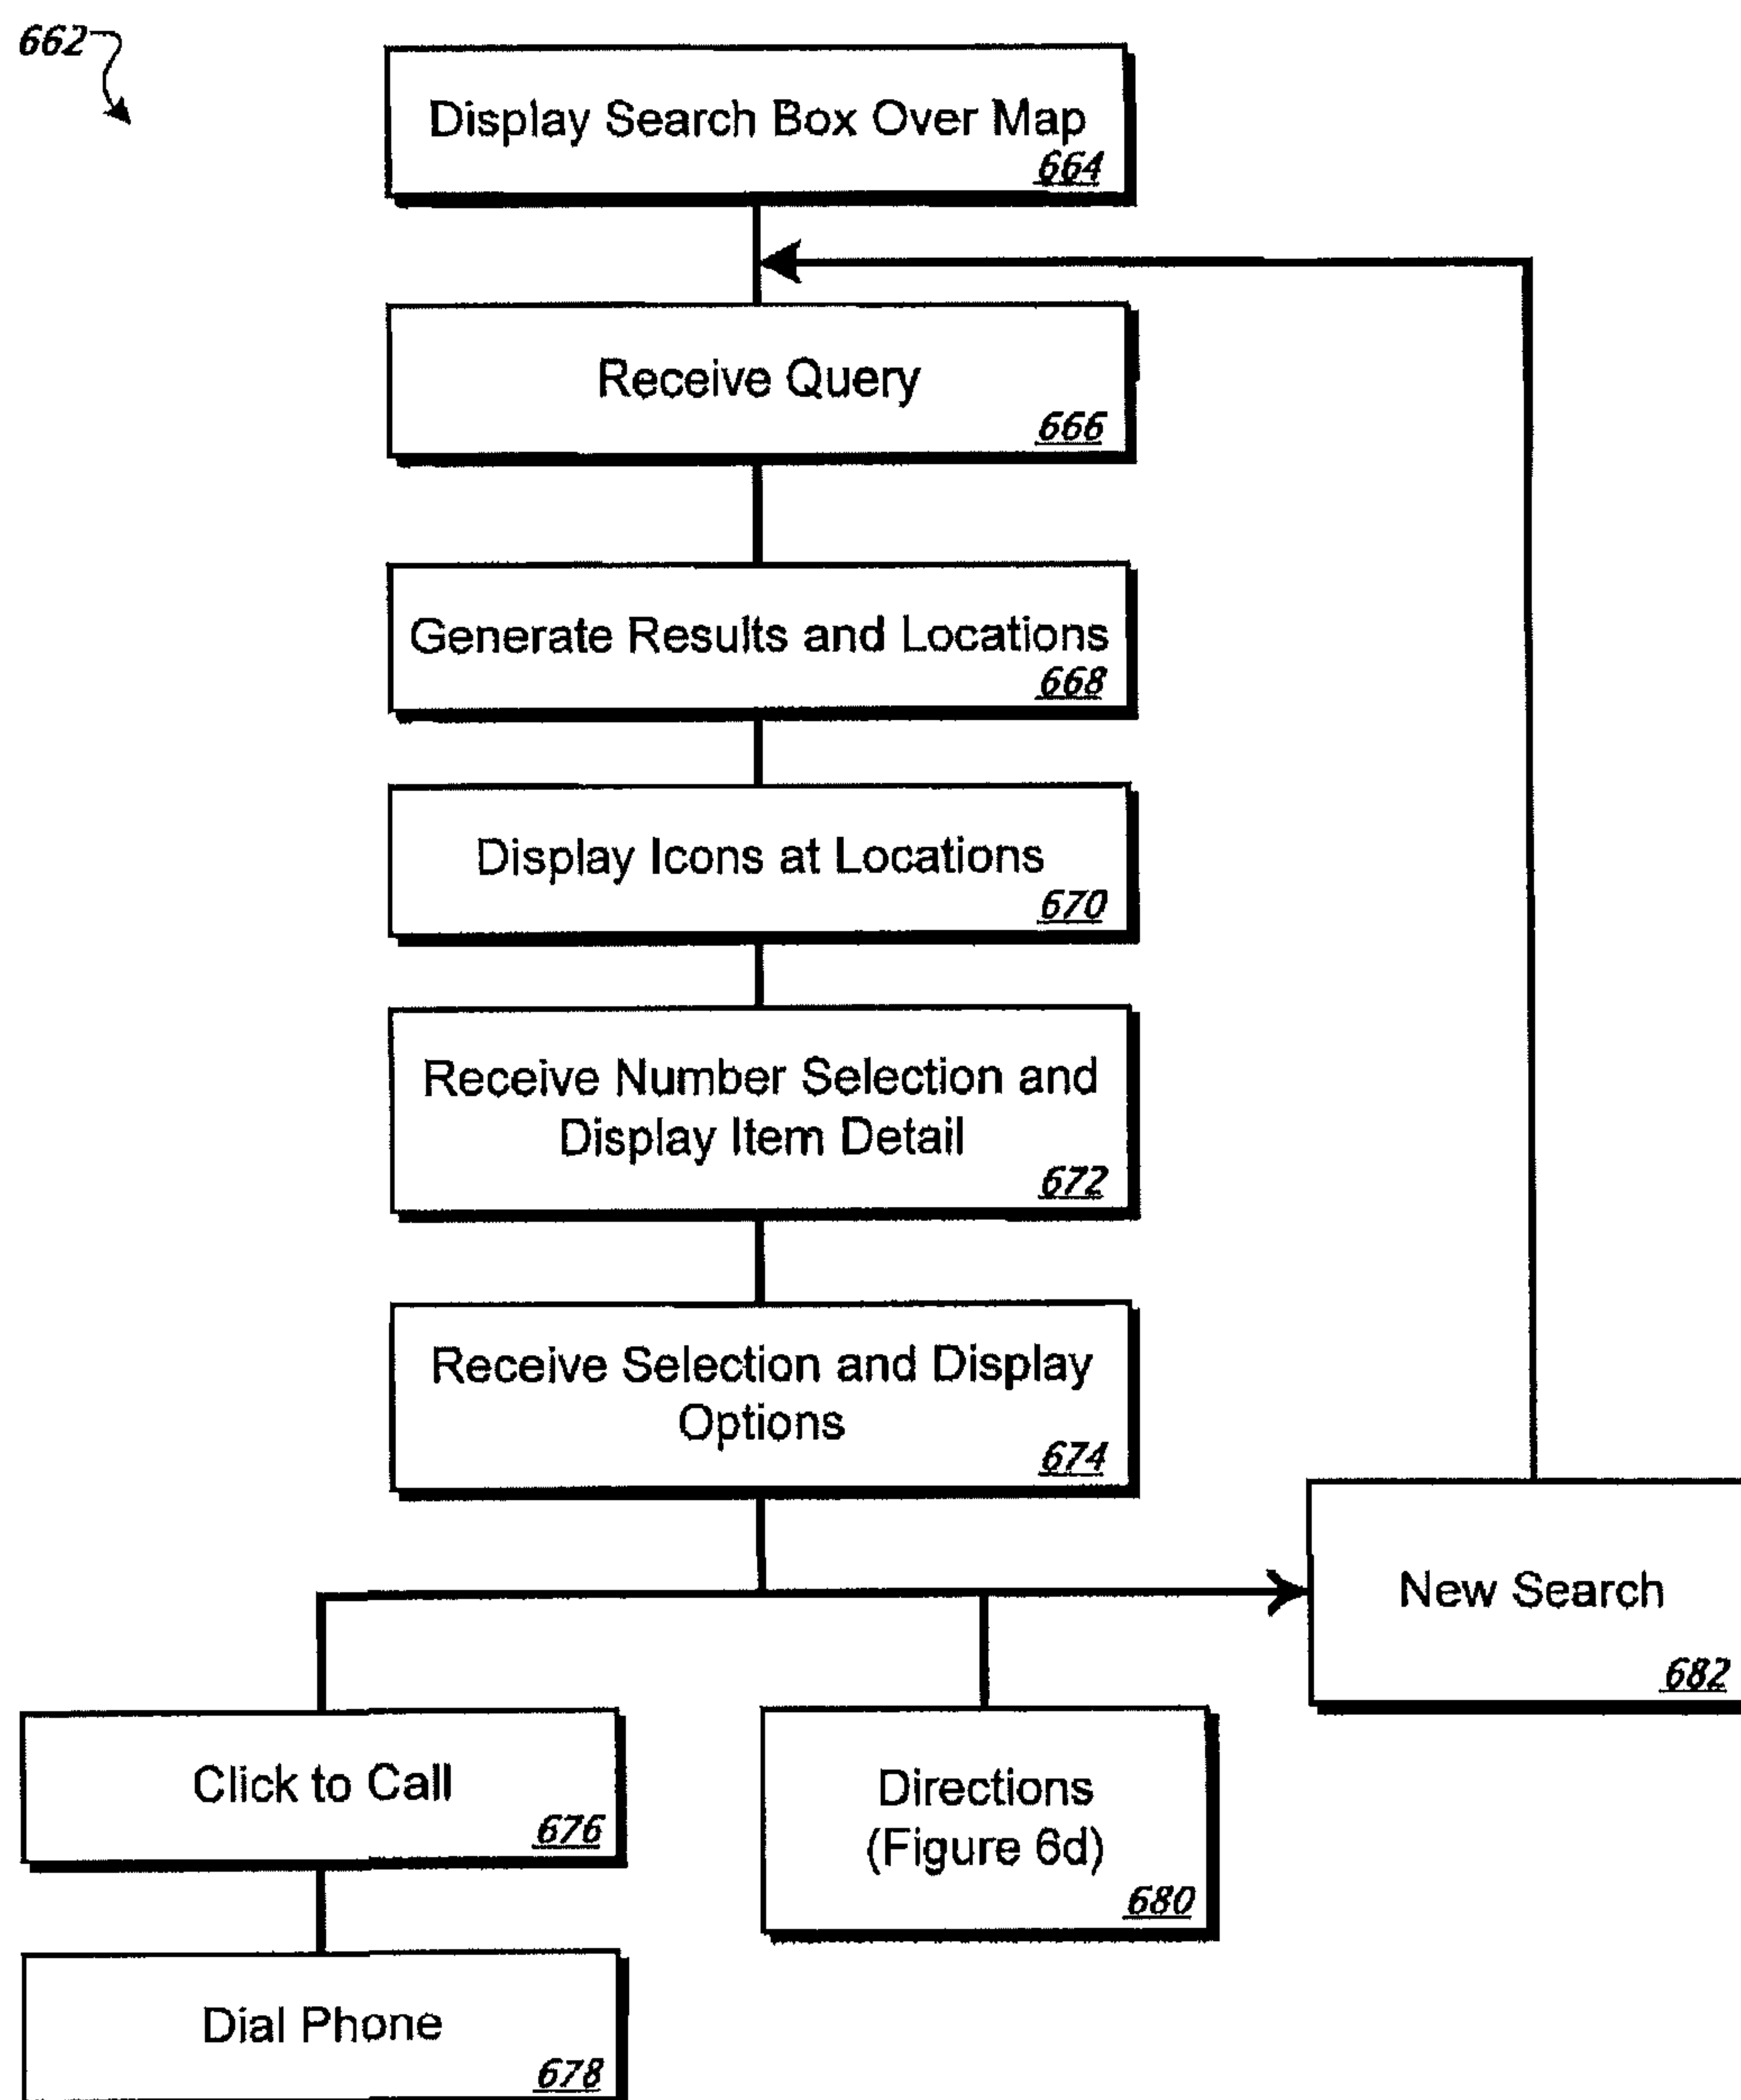 662
Display Search Box Over Map
664
Receive Query
666
Generate Results and Locations
668
Display Icons at Locations
670
Receive Number Selection and
Display Item Detail
672
Receive Selection and Display
Options
674
New Search
682
Click to Call
676
Directions
(Figure 6d)
680
Dial Phone
678